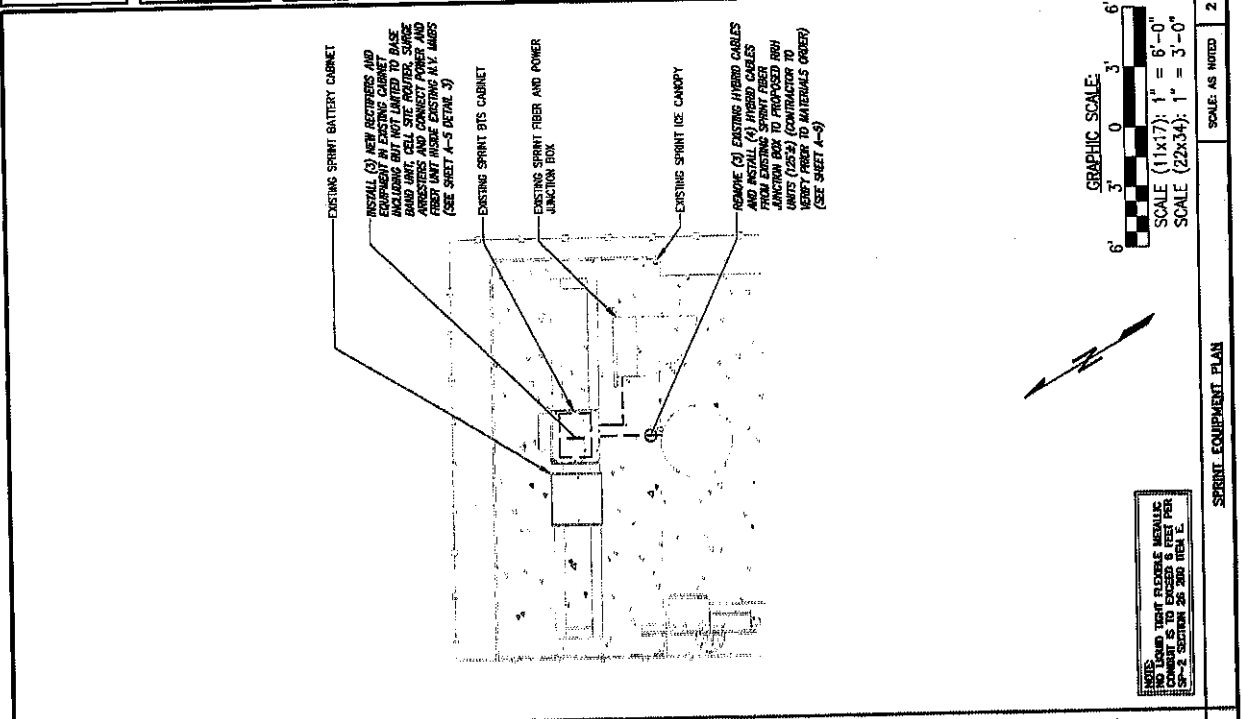 EXISTING SPRINT BATTERY CABINET
INSTALL (3) NEW RECTIFIERS AND
EQUIPMENT IN EXISTING CABINET
INCLUDING BUT NOT LIMITED TO BASE
BAND UNIT, CELL SITE ROUTER, SURGE
ARRESTERS AND CONNECT POWER AND
FIBER UNIT INSIDE EXISTING N.V. MMBS
(SEE SHEET A-5 DETAIL 3)
EXISTING SPRINT BTS CABINET
EXISTING SPRINT FIBER AND POWER
JUNCTION BOX
EXISTING SPRINT ICE CANOPY
REMOVE (3) EXISTING HYBRID CABLES
AND INSTALL (4) HYBRID CABLES
FROM EXISTING SPRINT FIBER
JUNCTION BOX TO PROPOSED RRH
UNITS (125'±) (CONTRACTOR TO
VERIFY PRIOR TO MATERIALS ORDER)
(SEE SHEET A-6)
N
NOTE:
NO LIQUID TIGHT FLEXIBLE METALLIC
CONDUIT IS TO EXCEED 6 FEET PER
SP-2 SECTION 26 200 ITEM E.
GRAPHIC SCALE:
6' 3' 0 3' 6'
SCALE (11x17): 1" = 6'-0"
SCALE (22x34): 1" = 3'-0"
SPRINT EQUIPMENT PLAN
SCALE: AS NOTED
2